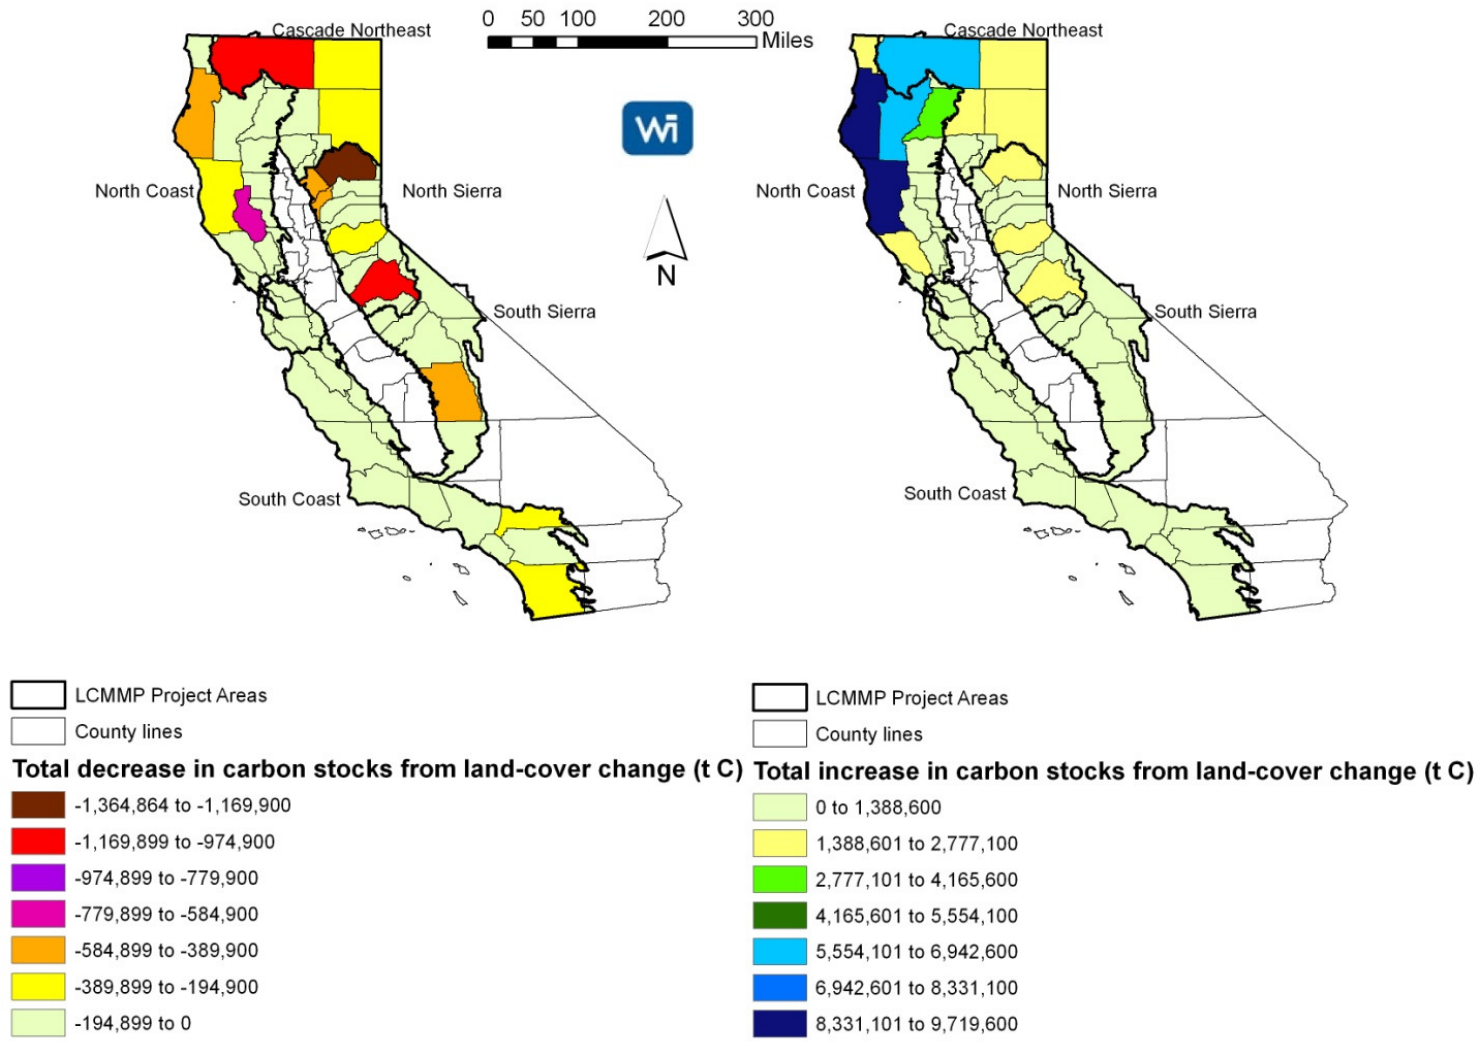 Cascade Northeast
0 50 100 200 300
Miles
Cascade Northeast
Wi
N
North Coast
North Sierra
South Sierra
South Coast
North Coast
North Sierra
South Sierra
South Coast
LCMMP Project Areas
County lines
Total decrease in carbon stocks from land-cover change (t C)
-1,364,864 to -1,169,900
-1,169,899 to -974,900
-974,899 to -779,900
-779,899 to -584,900
-584,899 to -389,900
-389,899 to -194,900
-194,899 to 0
LCMMP Project Areas
County lines
Total increase in carbon stocks from land-cover change (t C)
0 to 1,388,600
1,388,601 to 2,777,100
2,777,101 to 4,165,600
4,165,601 to 5,554,100
5,554,101 to 6,942,600
6,942,601 to 8,331,100
8,331,101 to 9,719,600